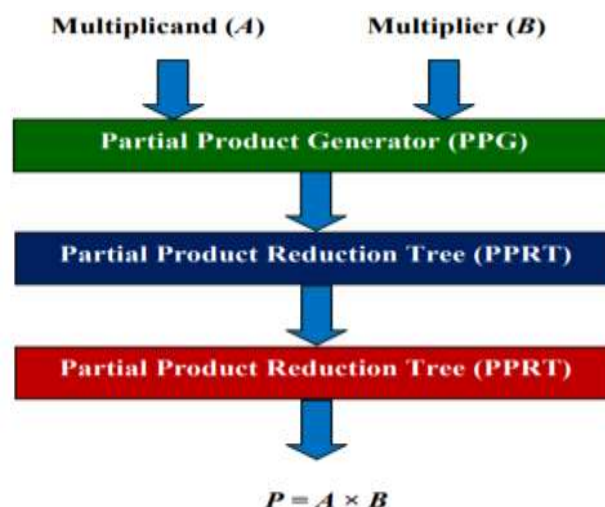 Multiplicand (A) Multiplier (B)
Partial Product Generator (PPG)
Partial Product Reduction Tree (PPRT)
Partial Product Reduction Tree (PPRT)
P = A × B